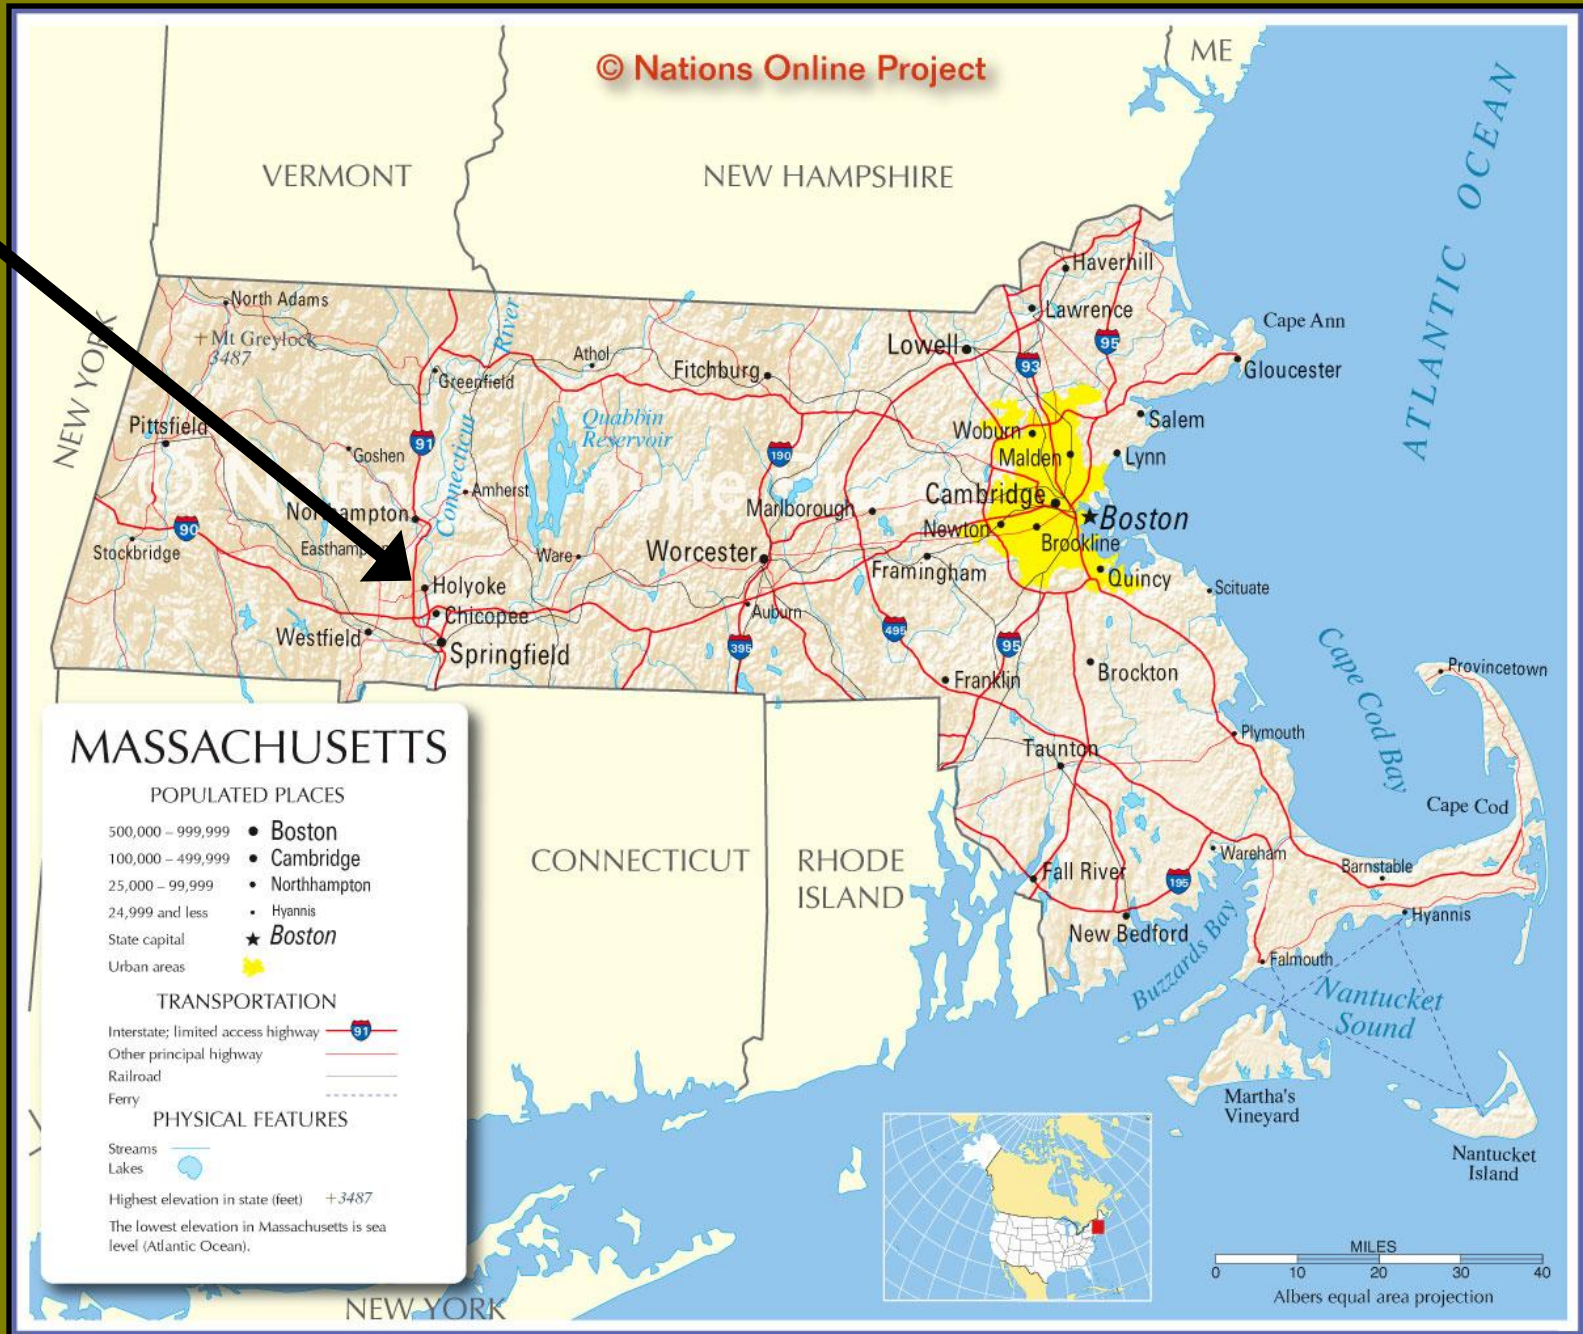 © Nations Online Project
ME
VERMONT
NEW HAMPSHIRE
ATLANTIC OCEAN
NEW YORK
North Adams
+Mt Greylock
3487
Haverhill
Lawrence
Cape Ann
Lowell
93
95
Gloucester
River
Athol
Fitchburg
Greenfield
Pittsfield
Quabbin
Reservoir
Woburn
Salem
Goshen
91
Connecticut
190
Malden
Lynn
Amherst
Cambridge
Marlborough
Northampton
Boston
90
Newton
Brookline
Stockbridge
Ware
Worcester
Framingham
Quincy
Holyoke
Scituate
Chicopee
Auburn
Westfield
395
495
95
Springfield
Brockton
Franklin
Provincetown
Cape Cod Bay
Plymouth
Taunton
Cape Cod
Wareham
Barnstable
Fall River
195
Hyannis
New Bedford
Buzzards Bay
Falmouth
Nantucket
Sound
Martha's
Vineyard
Nantucket
Island
CONNECTICUT
RHODE
ISLAND
MASSACHUSETTS
POPULATED PLACES
500,000 – 999,999 Boston
100,000 – 499,999 Cambridge
25,000 – 99,999 Northhampton
24,999 and less Hyannis
State capital Boston
Urban areas
TRANSPORTATION
Interstate; limited access highway 91
Other principal highway
Railroad
Ferry
PHYSICAL FEATURES
Streams
Lakes
Highest elevation in state (feet) +3487
The lowest elevation in Massachusetts is sea
level (Atlantic Ocean).
NEW YORK
MILES
0 10 20 30 40
Albers equal area projection